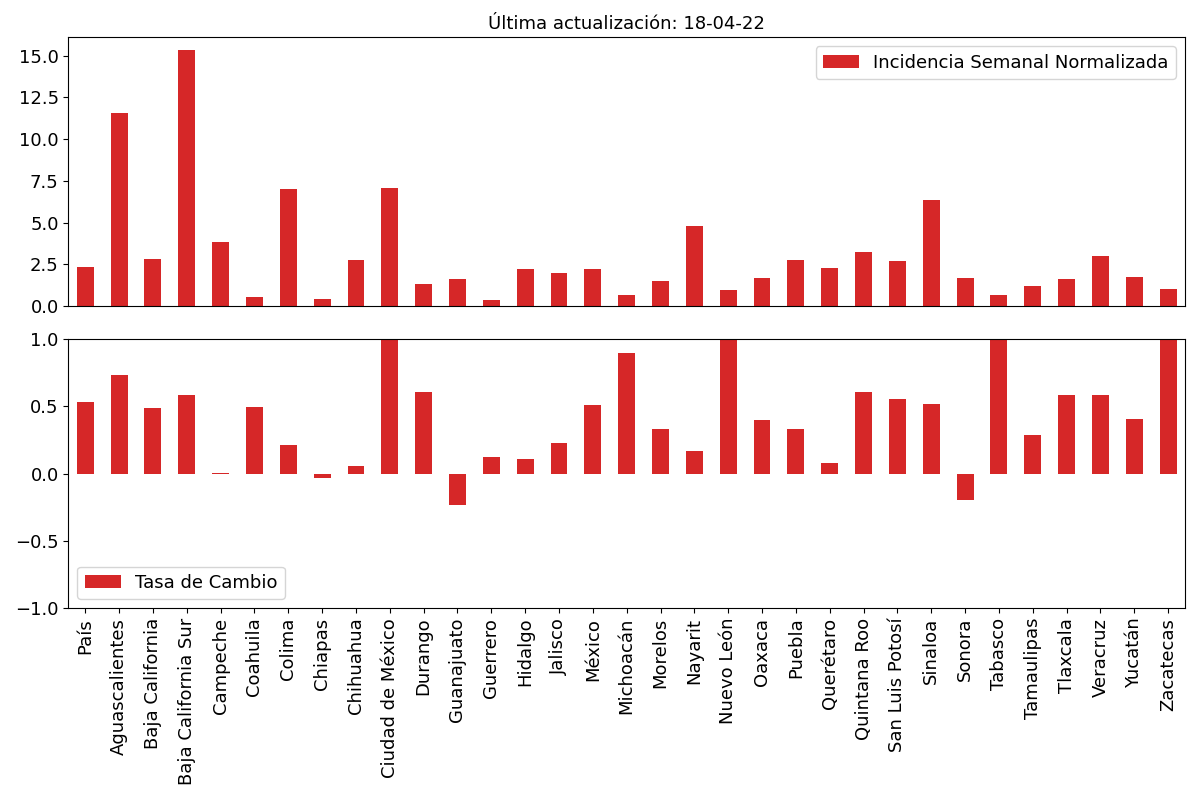 Última actualización: 18-04-22
15.0
12.5
10.0
7.5
5.0
2.5
0.0
Incidencia Semanal Normalizada
1.0
0.5
0.0
−0.5
−1.0
Tasa de Cambio
País
Aguascalientes
Baja California
Baja California Sur
Campeche
Coahuila
Colima
Chiapas
Chihuahua
Ciudad de México
Durango
Guanajuato
Guerrero
Hidalgo
Jalisco
México
Michoacán
Morelos
Nayarit
Nuevo León
Oaxaca
Puebla
Querétaro
Quintana Roo
San Luis Potosí
Sinaloa
Sonora
Tabasco
Tamaulipas
Tlaxcala
Veracruz
Yucatán
Zacatecas